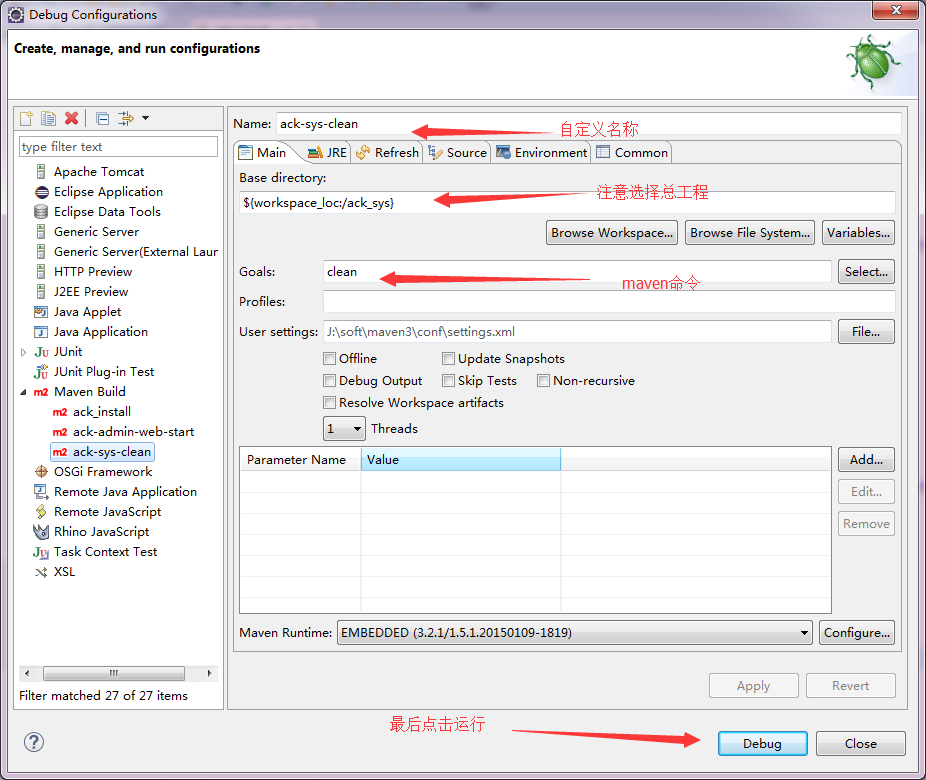 Debug Configurations
Create, manage, and run configurations
type filter text
Apache Tomcat
Eclipse Application
Eclipse Data Tools
Generic Server
Generic Server(External Laur
HTTP Preview
J2EE Preview
Java Applet
Java Application
Ju JUnit
JUnit Plug-in Test
m2 Maven Build
m2 ack_install
m2 ack-admin-web-start
m2 ack-sys-clean
OSGi Framework
Remote Java Application
Remote JavaScript
Rhino JavaScript
Ju Task Context Test
XSL
Filter matched 27 of 27 items
Name: ack-sys-clean
自定义名称
Main JRE Refresh Source Environment Common
Base directory:
${workspace_loc:/ack_sys}
注意选择总工程
Browse Workspace... Browse File System... Variables...
Goals: clean Select...
maven命令
Profiles:
User settings: J:\soft\maven3\conf\settings.xml File...
Offline Update Snapshots
Debug Output Skip Tests Non-recursive
Resolve Workspace artifacts
1 Threads
Parameter Name Value
Add...
Edit...
Remove
Maven Runtime: EMBEDDED (3.2.1/1.5.1.20150109-1819) Configure...
Apply Revert
最后点击运行
? Debug Close